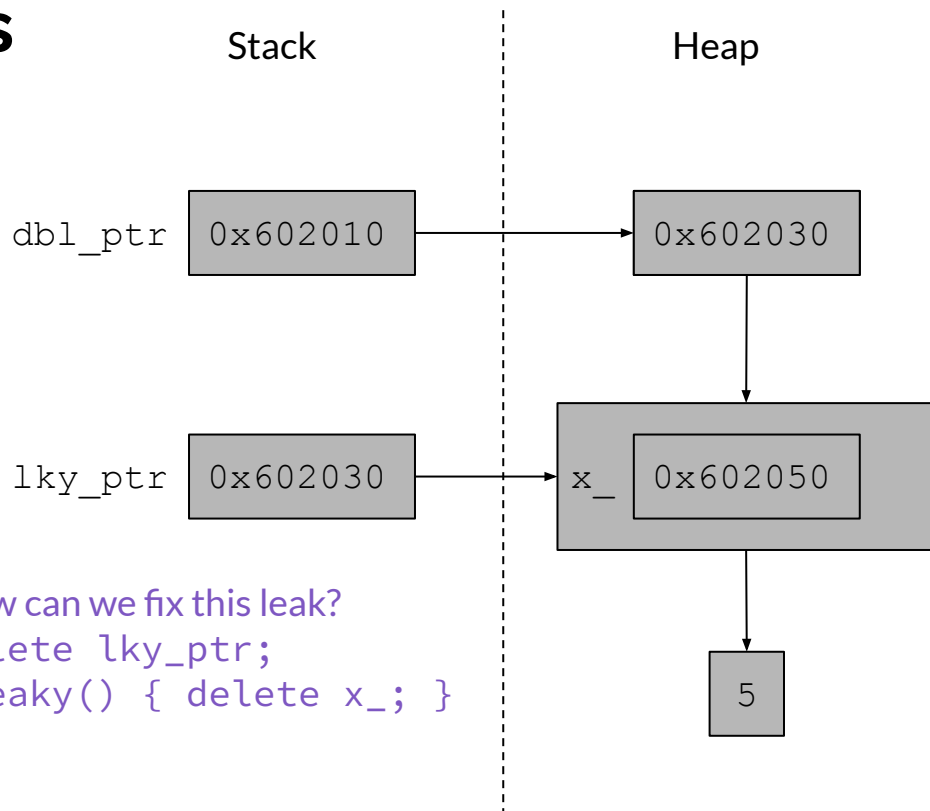 s
Stack Heap
dbl_ptr 0x602010 0x602030
lky_ptr 0x602030 x_ 0x602050
w can we fix this leak?
lete lky_ptr;
eaky() { delete x_; }
5